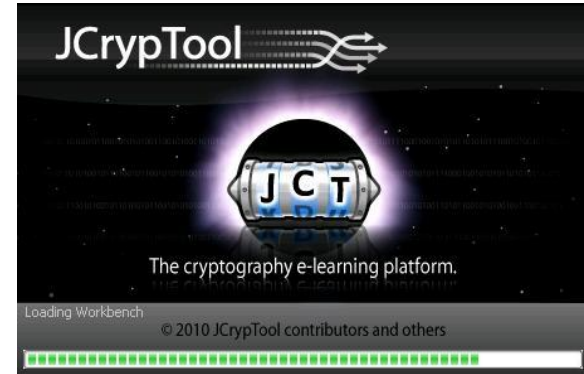 JCrypTool
J C T
The cryptography e-learning platform.
Loading Workbench
© 2010 JCrypTool contributors and others